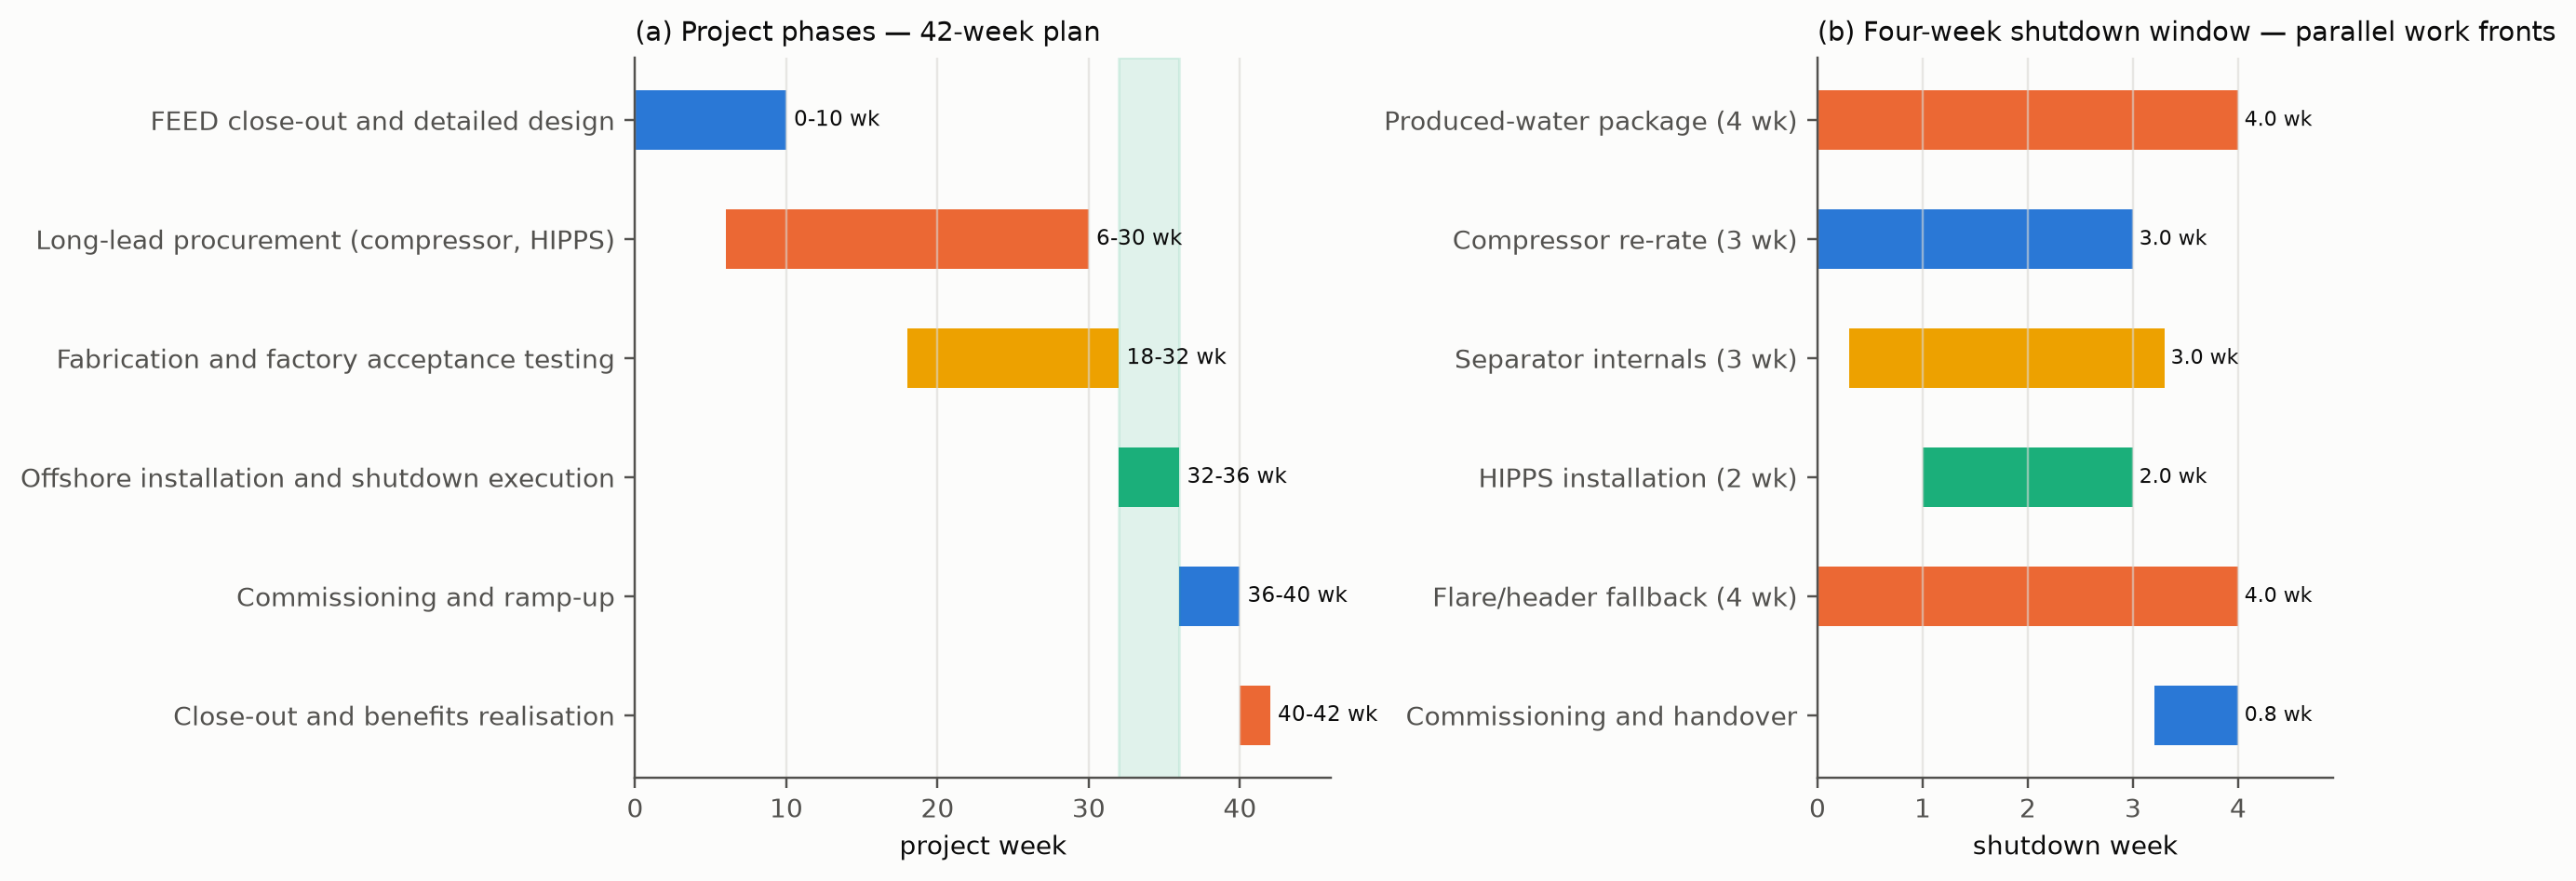 (a) Project phases — 42-week plan
FEED close-out and detailed design
0-10 wk
Long-lead procurement (compressor, HIPPS)
6-30 wk
Fabrication and factory acceptance testing
18-32 wk
Offshore installation and shutdown execution
32-36 wk
Commissioning and ramp-up
36-40 wk
Close-out and benefits realisation
40-42 wk
0 10 20 30 40
project week
(b) Four-week shutdown window — parallel work fronts
Produced-water package (4 wk)
4.0 wk
Compressor re-rate (3 wk)
3.0 wk
Separator internals (3 wk)
3.0 wk
HIPPS installation (2 wk)
2.0 wk
Flare/header fallback (4 wk)
4.0 wk
Commissioning and handover
0.8 wk
0 1 2 3 4
shutdown week